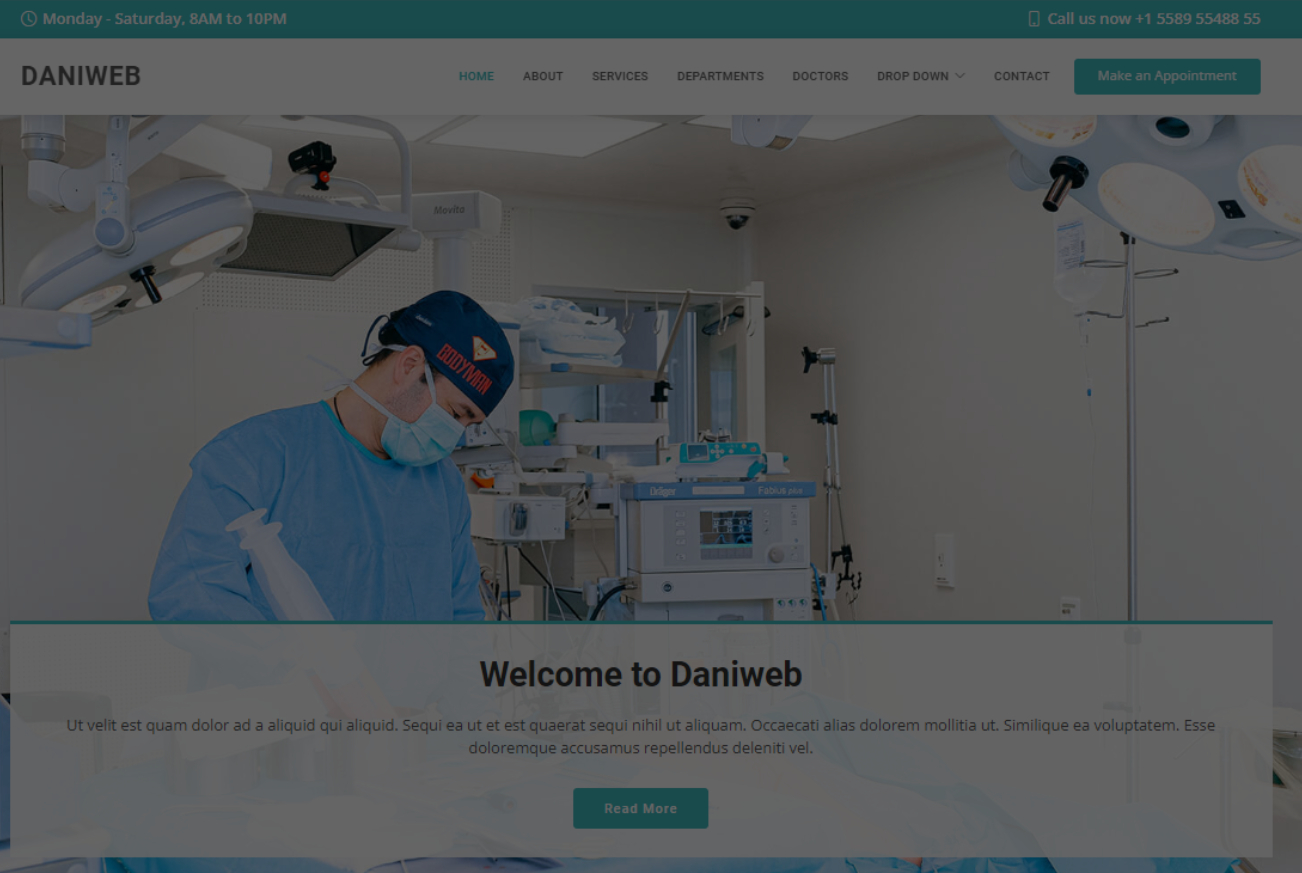 Monday - Saturday, 8AM to 10PM
Call us now +1 5589 55488 55
DANIWEB
HOME
ABOUT
SERVICES
DEPARTMENTS
DOCTORS
DROP DOWN
CONTACT
Make an Appointment
Movita
BODYMAN
Dräger
Fabius plus
Welcome to Daniweb
Ut velit est quam dolor ad a aliquid qui aliquid. Sequi ea ut et est quaerat sequi nihil ut aliquam. Occaecati alias dolorem mollitia ut. Similique ea voluptatem. Esse
doloremque accusamus repellendus deleniti vel.
Read More